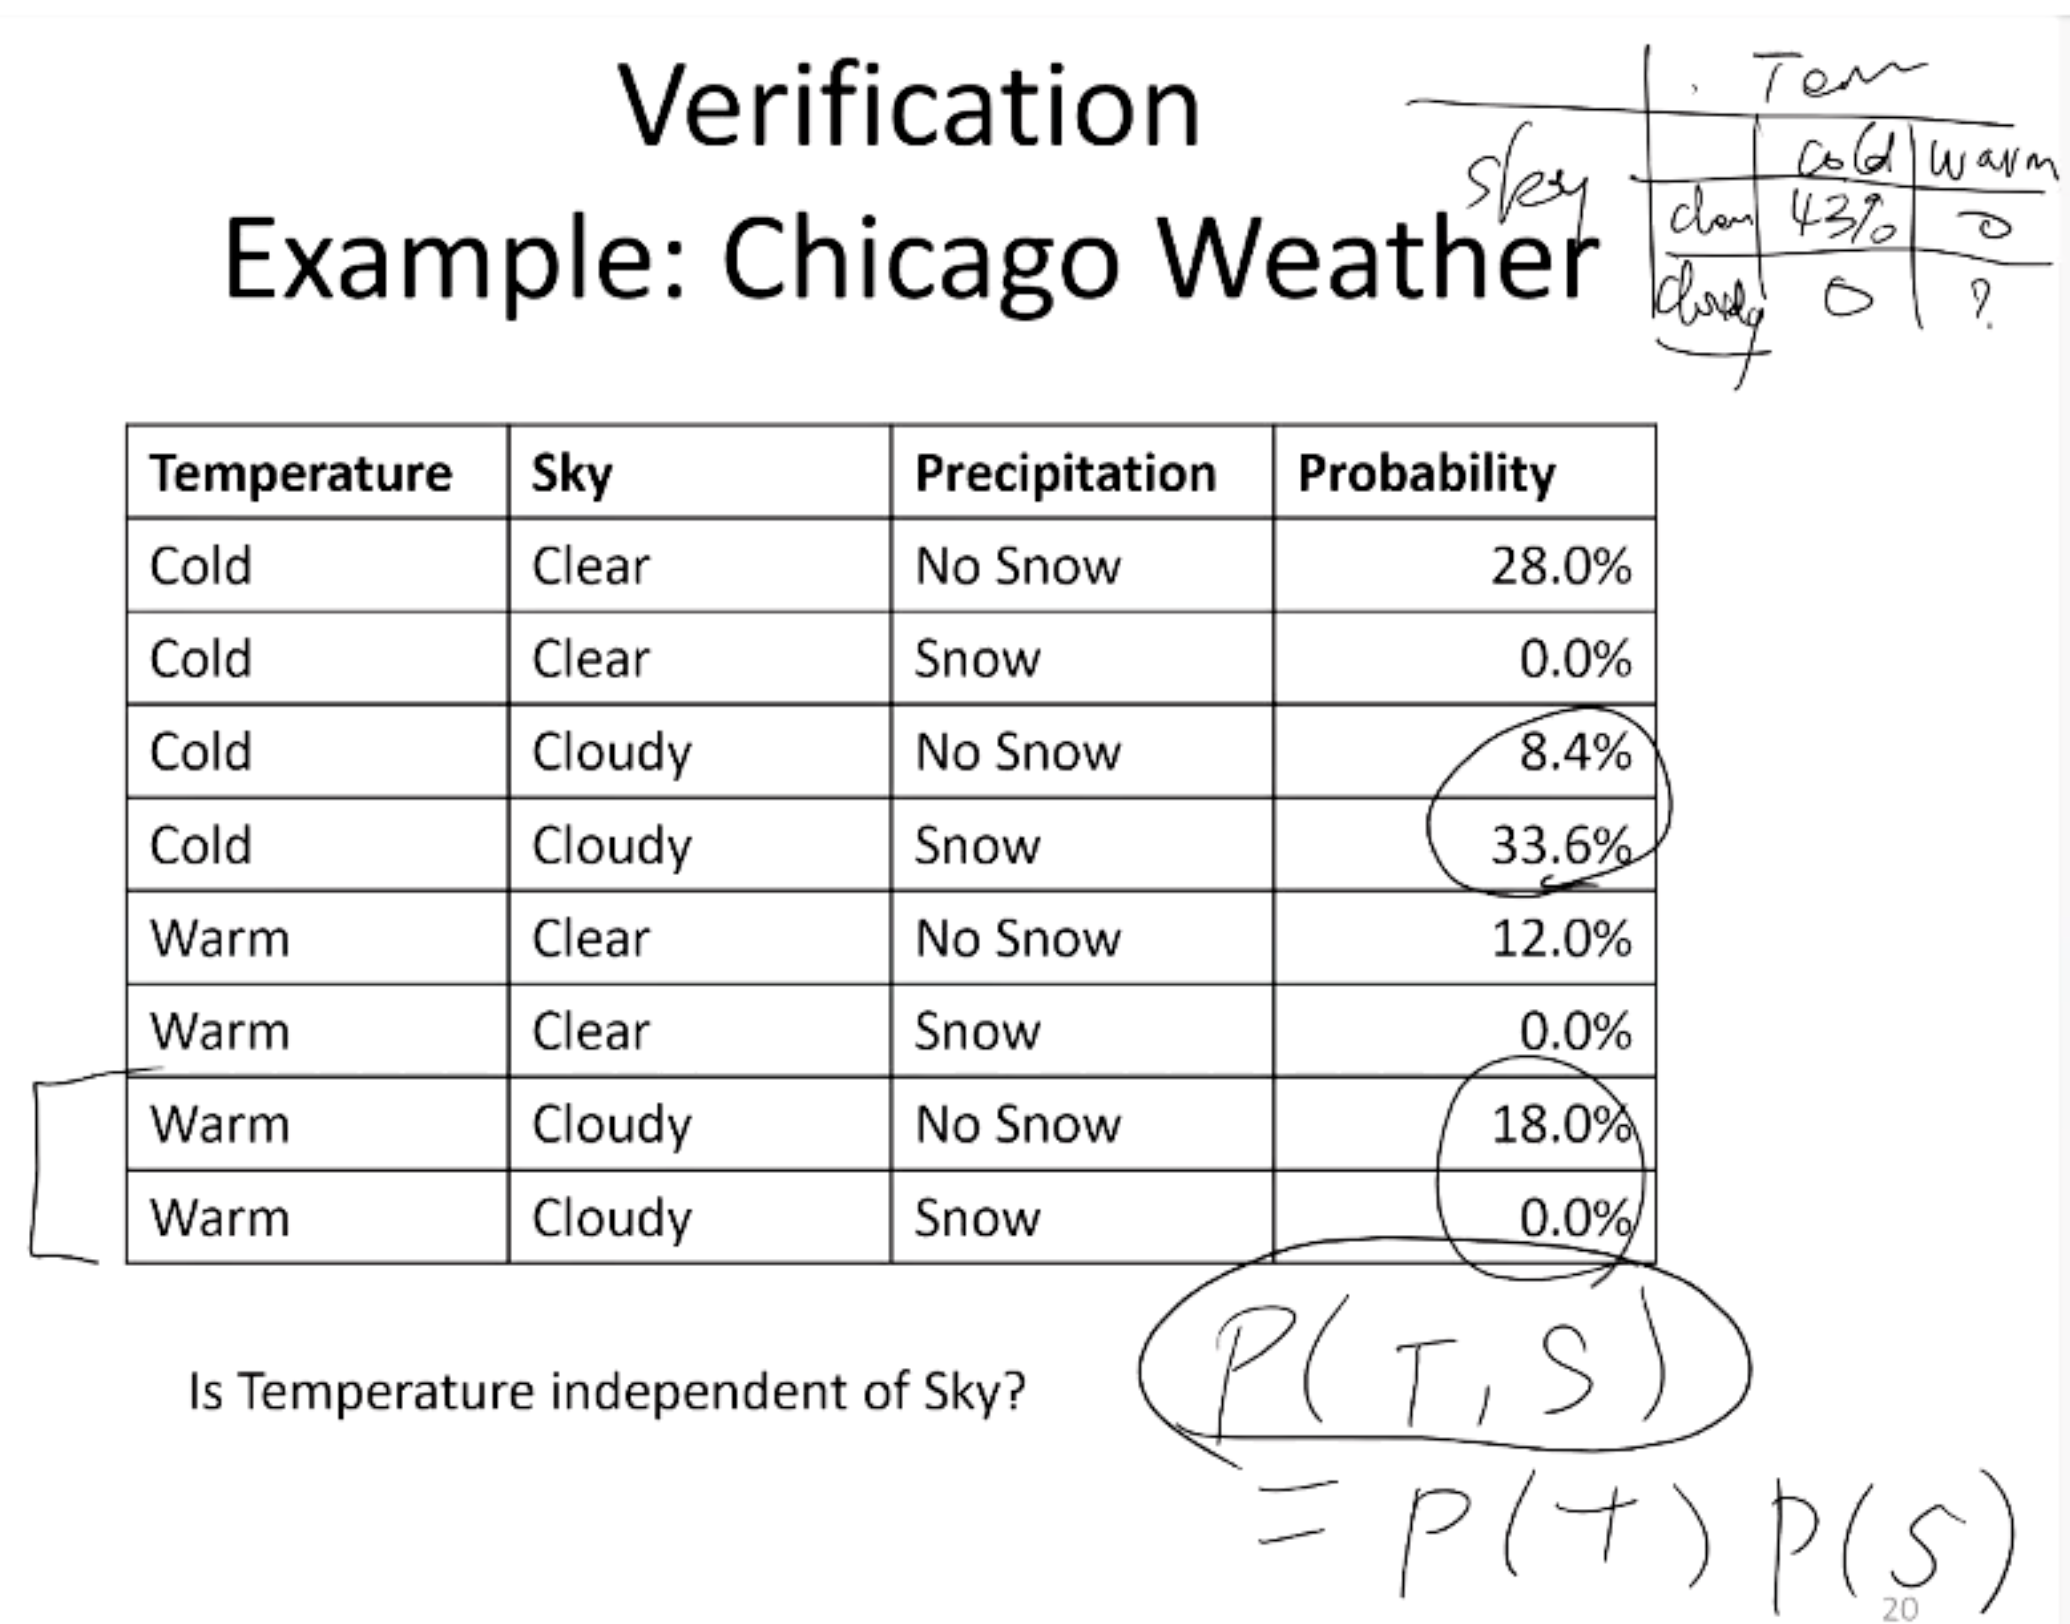 Verification
Example: Chicago Weather
Tem
Sky
cold warm
43% 0
cloudy 0 ?
Temperature Sky Precipitation Probability
Cold Clear No Snow 28.0%
Cold Clear Snow 0.0%
Cold Cloudy No Snow 8.4%
Cold Cloudy Snow 33.6%
Warm Clear No Snow 12.0%
Warm Clear Snow 0.0%
Warm Cloudy No Snow 18.0%
Warm Cloudy Snow 0.0%
Is Temperature independent of Sky?
P(T,S)
= P(T) P(S)
20